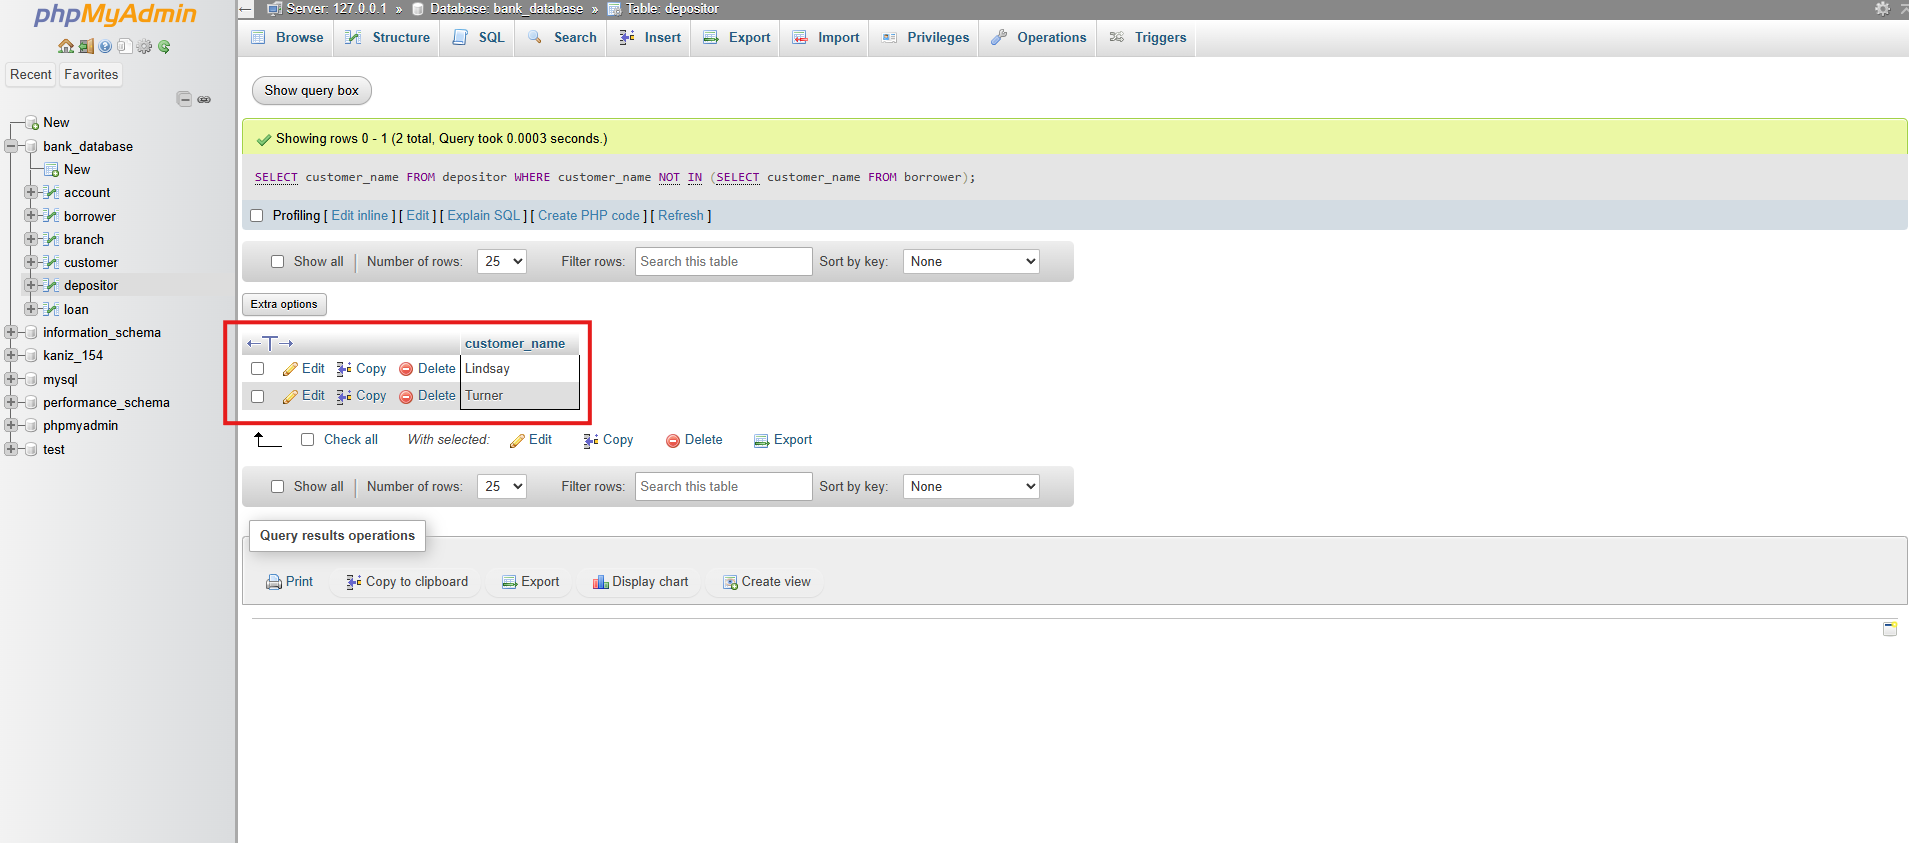 phpMyAdmin
Recent Favorites
New
bank_database
New
account
borrower
branch
customer
depositor
loan
information_schema
kaniz_154
mysql
performance_schema
phpmyadmin
test
Server: 127.0.0.1 » Database: bank_database » Table: depositor
Browse Structure SQL Search Insert Export Import Privileges Operations Triggers
Show query box
Showing rows 0 - 1 (2 total, Query took 0.0003 seconds.)
SELECT customer_name FROM depositor WHERE customer_name NOT IN (SELECT customer_name FROM borrower);
Profiling [ Edit inline ] [ Edit ] [ Explain SQL ] [ Create PHP code ] [ Refresh ]
Show all | Number of rows: 25 Filter rows: Search this table Sort by key: None
Extra options
←T→ customer_name
Edit Copy Delete Lindsay
Edit Copy Delete Turner
Check all With selected: Edit Copy Delete Export
Show all | Number of rows: 25 Filter rows: Search this table Sort by key: None
Query results operations
Print Copy to clipboard Export Display chart Create view